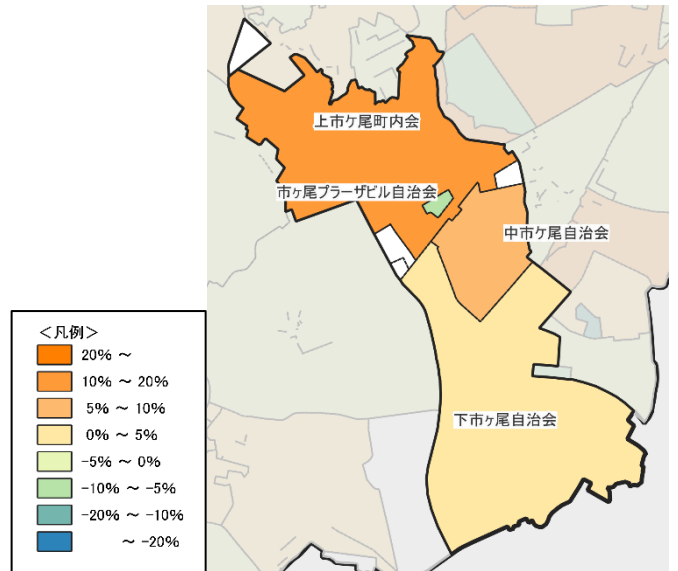 上市ケ尾町内会
市ヶ尾プラーザビル自治会
中市ケ尾自治会
下市ヶ尾自治会
＜凡例＞
20% ～
10% ～ 20%
5% ～ 10%
0% ～ 5%
-5% ～ 0%
-10% ～ -5%
-20% ～ -10%
～ -20%